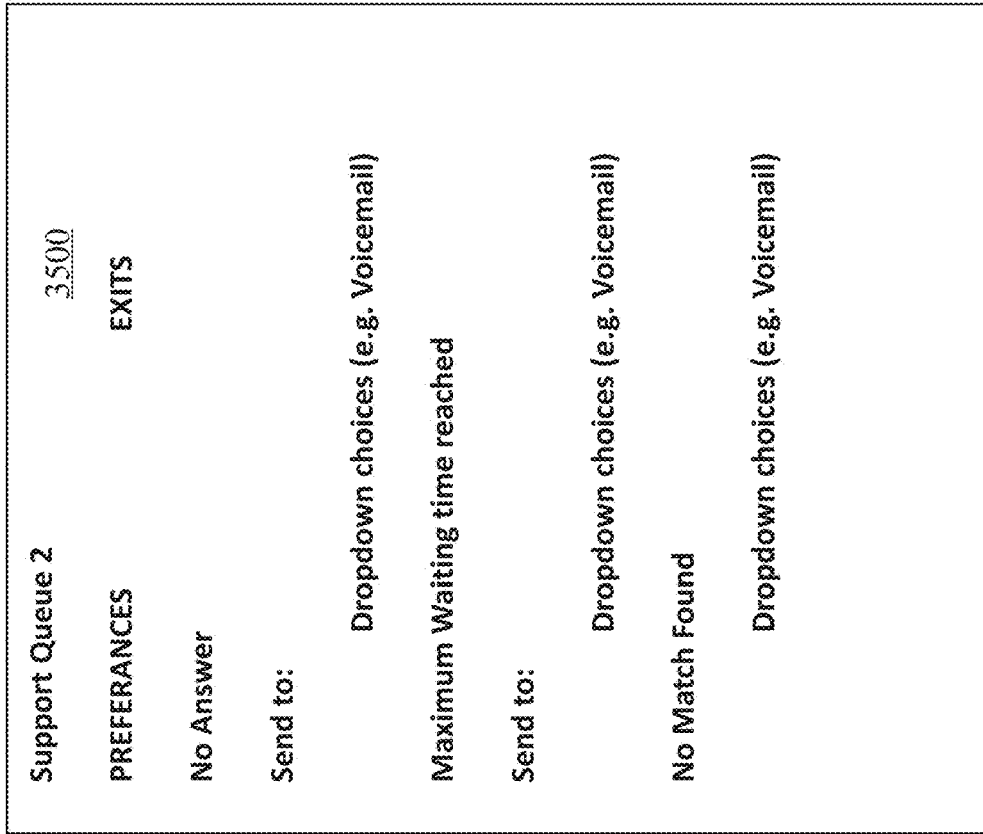 Support Queue 2
3500
PREFERANCES EXITS
No Answer
Send to:
Dropdown choices (e.g. Voicemail)
Maximum Waiting time reached
Send to:
Dropdown choices (e.g. Voicemail)
No Match Found
Dropdown choices (e.g. Voicemail)